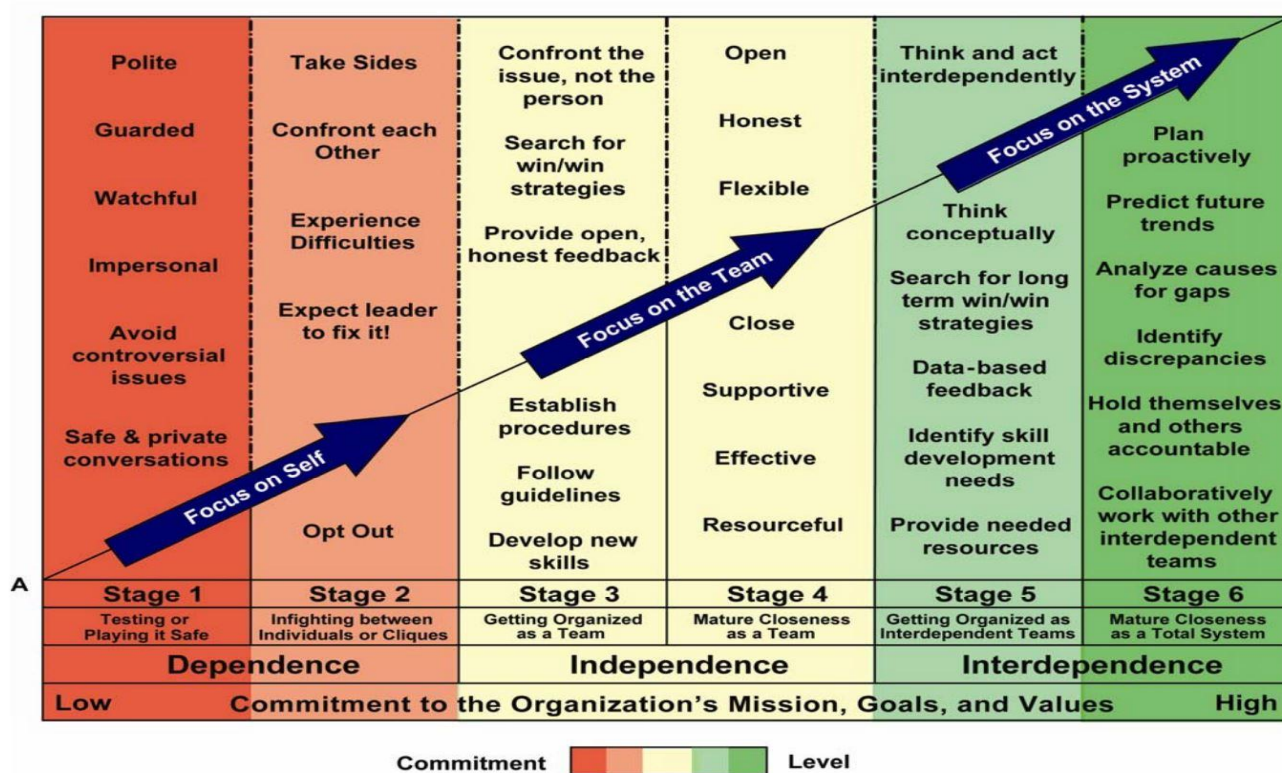 Polite
Guarded
Watchful
Impersonal
Avoid
controversial
issues
Safe & private
conversations
Focus on Self
Take Sides
Confront each
Other
Experience
Difficulties
Expect leader
to fix it!
Opt Out
Confront the
issue, not the
person
Search for
win/win
strategies
Provide open,
honest feedback
Focus on the Team
Establish
procedures
Follow
guidelines
Develop new
skills
Open
Honest
Flexible
Close
Supportive
Effective
Resourceful
Think and act
interdependently
Focus on the System
Think
conceptually
Search for long
term win/win
strategies
Data-based
feedback
Identify skill
development
needs
Provide needed
resources
Plan
proactively
Predict future
trends
Analyze causes
for gaps
Identify
discrepancies
Hold themselves
and others
accountable
Collaboratively
work with other
interdependent
teams
A
Stage 1
Stage 2
Stage 3
Stage 4
Stage 5
Stage 6
Testing or
Playing it Safe
Infighting between
Individuals or Cliques
Getting Organized
as a Team
Mature Closeness
as a Team
Getting Organized as
Interdependent Teams
Mature Closeness
as a Total System
Dependence
Independence
Interdependence
Low Commitment to the Organization's Mission, Goals, and Values High
Commitment Level